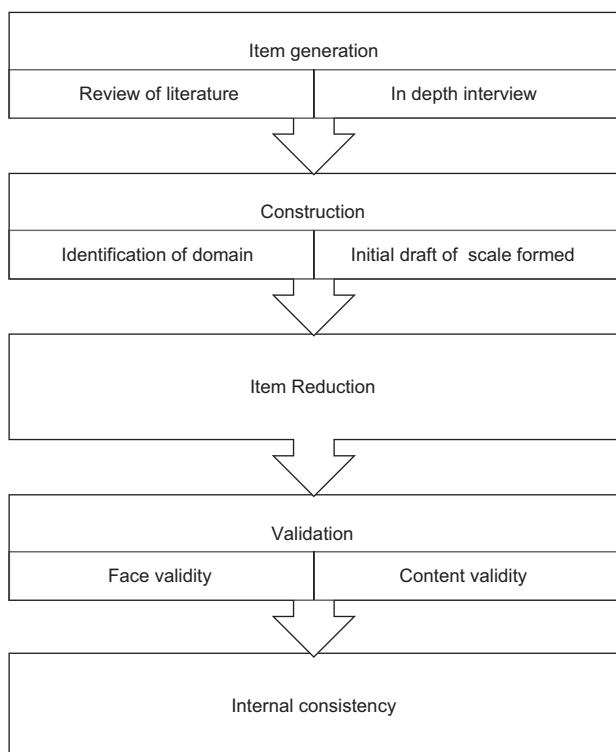 Item generation
Review of literature
In depth interview
Construction
Identification of domain
Initial draft of scale formed
Item Reduction
Validation
Face validity
Content validity
Internal consistency